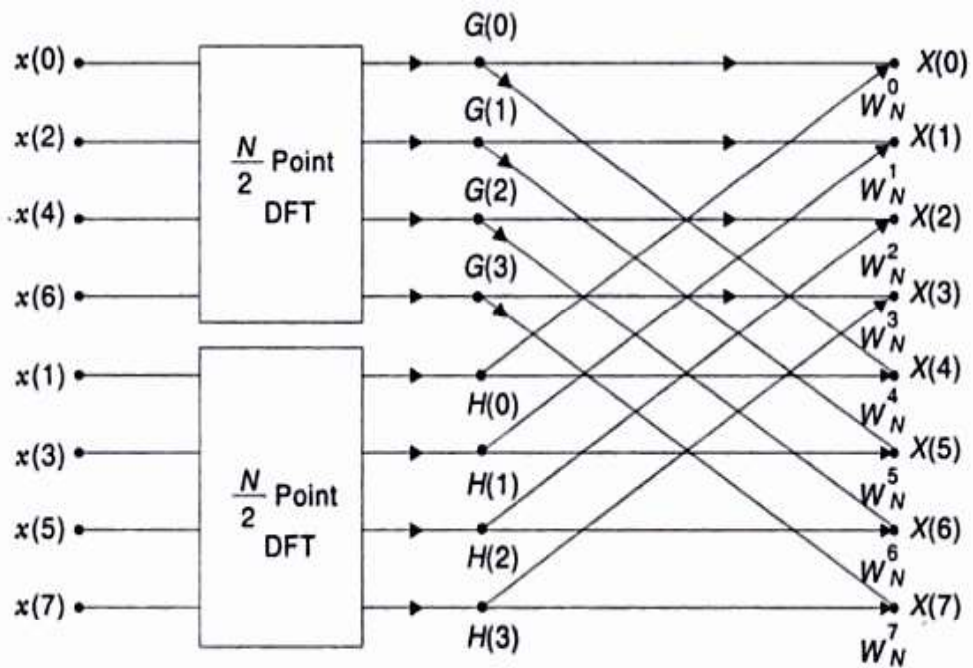 G(0)
x(0)
X(0)
W_N^0
G(1)
x(2)
X(1)
N/2 Point
DFT
W_N^1
G(2)
x(4)
X(2)
W_N^2
G(3)
x(6)
X(3)
W_N^3
x(1)
X(4)
H(0)
W_N^4
x(3)
X(5)
H(1)
N/2 Point
DFT
W_N^5
x(5)
X(6)
H(2)
W_N^6
x(7)
X(7)
H(3)
W_N^7